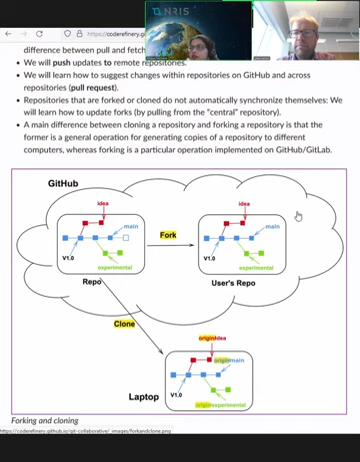 NRIS
https://coderefinery.g
difference between pull and fetch
• We will push updates to remote repositories.
• We will learn how to suggest changes within repositories on GitHub and across
repositories (pull request).
• Repositories that are forked or cloned do not automatically synchronize themselves: We
will learn how to update forks (by pulling from the "central" repository).
• A main difference between cloning a repository and forking a repository is that the
former is a general operation for generating copies of a repository to different
computers, whereas forking is a particular operation implemented on GitHub/GitLab.
GitHub
idea
main
V1.0
experimental
Repo
Fork
idea
main
V1.0
experimental
User's Repo
Clone
originidea
originmain
V1.0
originexperimental
Laptop
Forking and cloning
https://coderefinery.github.io/git-collaborative/_images/forkandclone.png